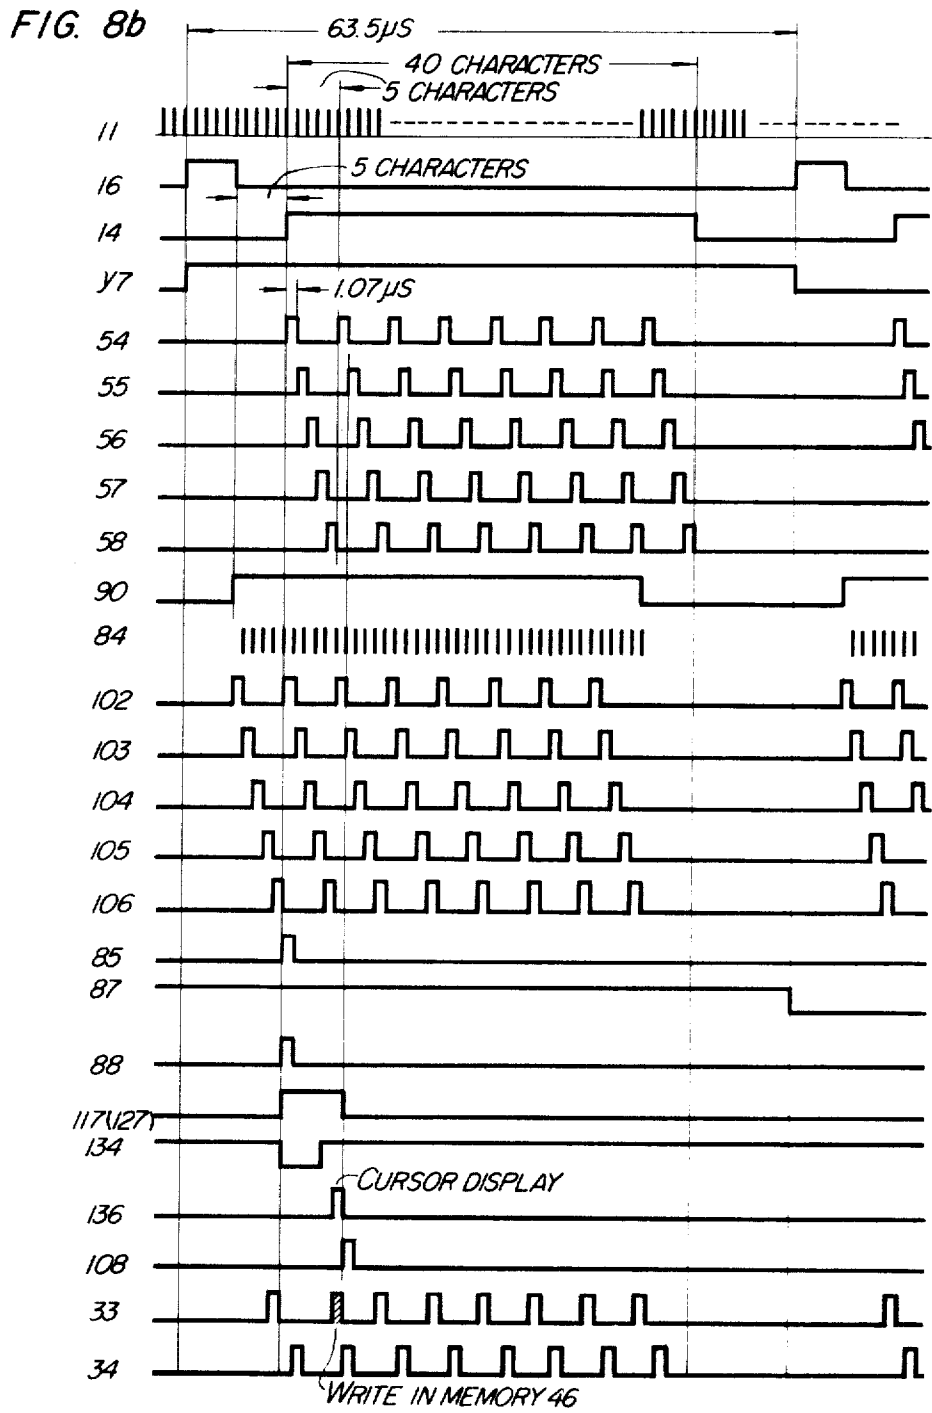 FIG. 8b
63.5µS
40 CHARACTERS
5 CHARACTERS
11
16
5 CHARACTERS
14
Y7
1.07µS
54
55
56
57
58
90
84
102
103
104
105
106
85
87
88
117(127)
134
CURSOR DISPLAY
136
108
33
34
WRITE IN MEMORY 46